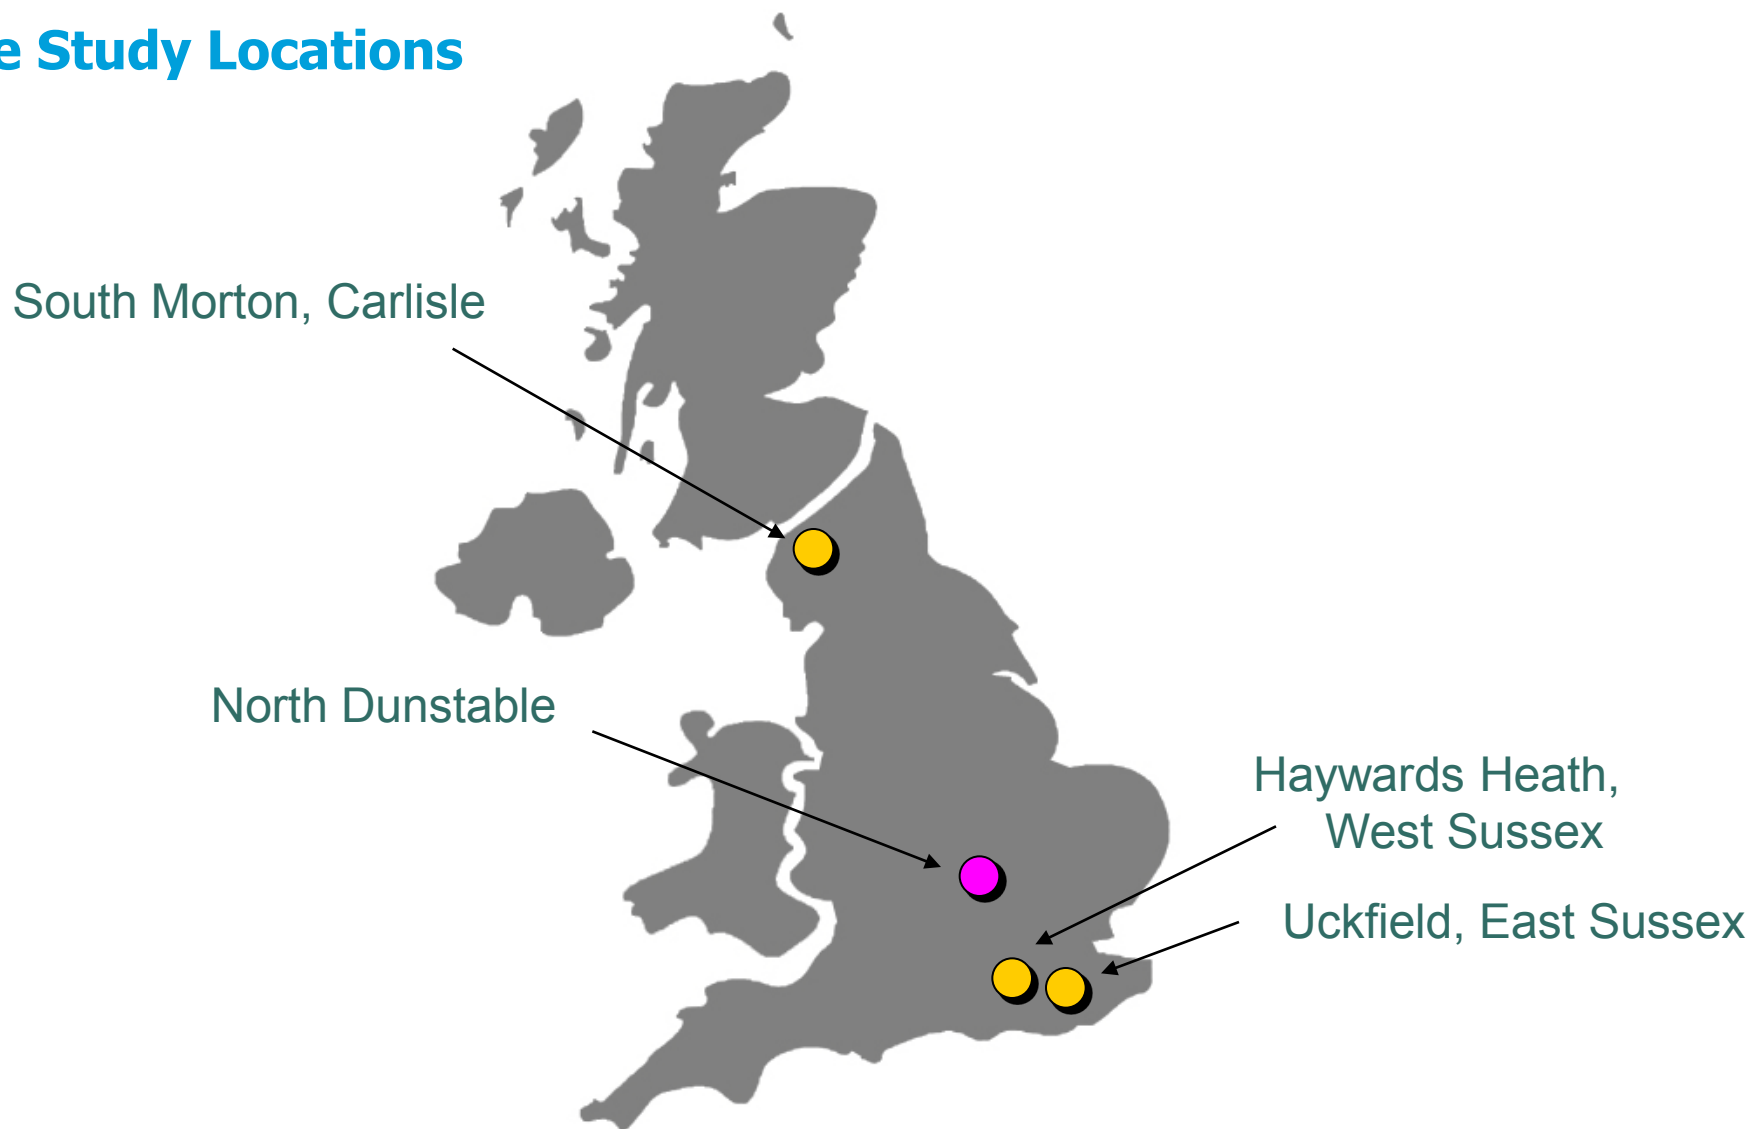 e Study Locations
South Morton, Carlisle
North Dunstable
Haywards Heath,
West Sussex
Uckfield, East Sussex